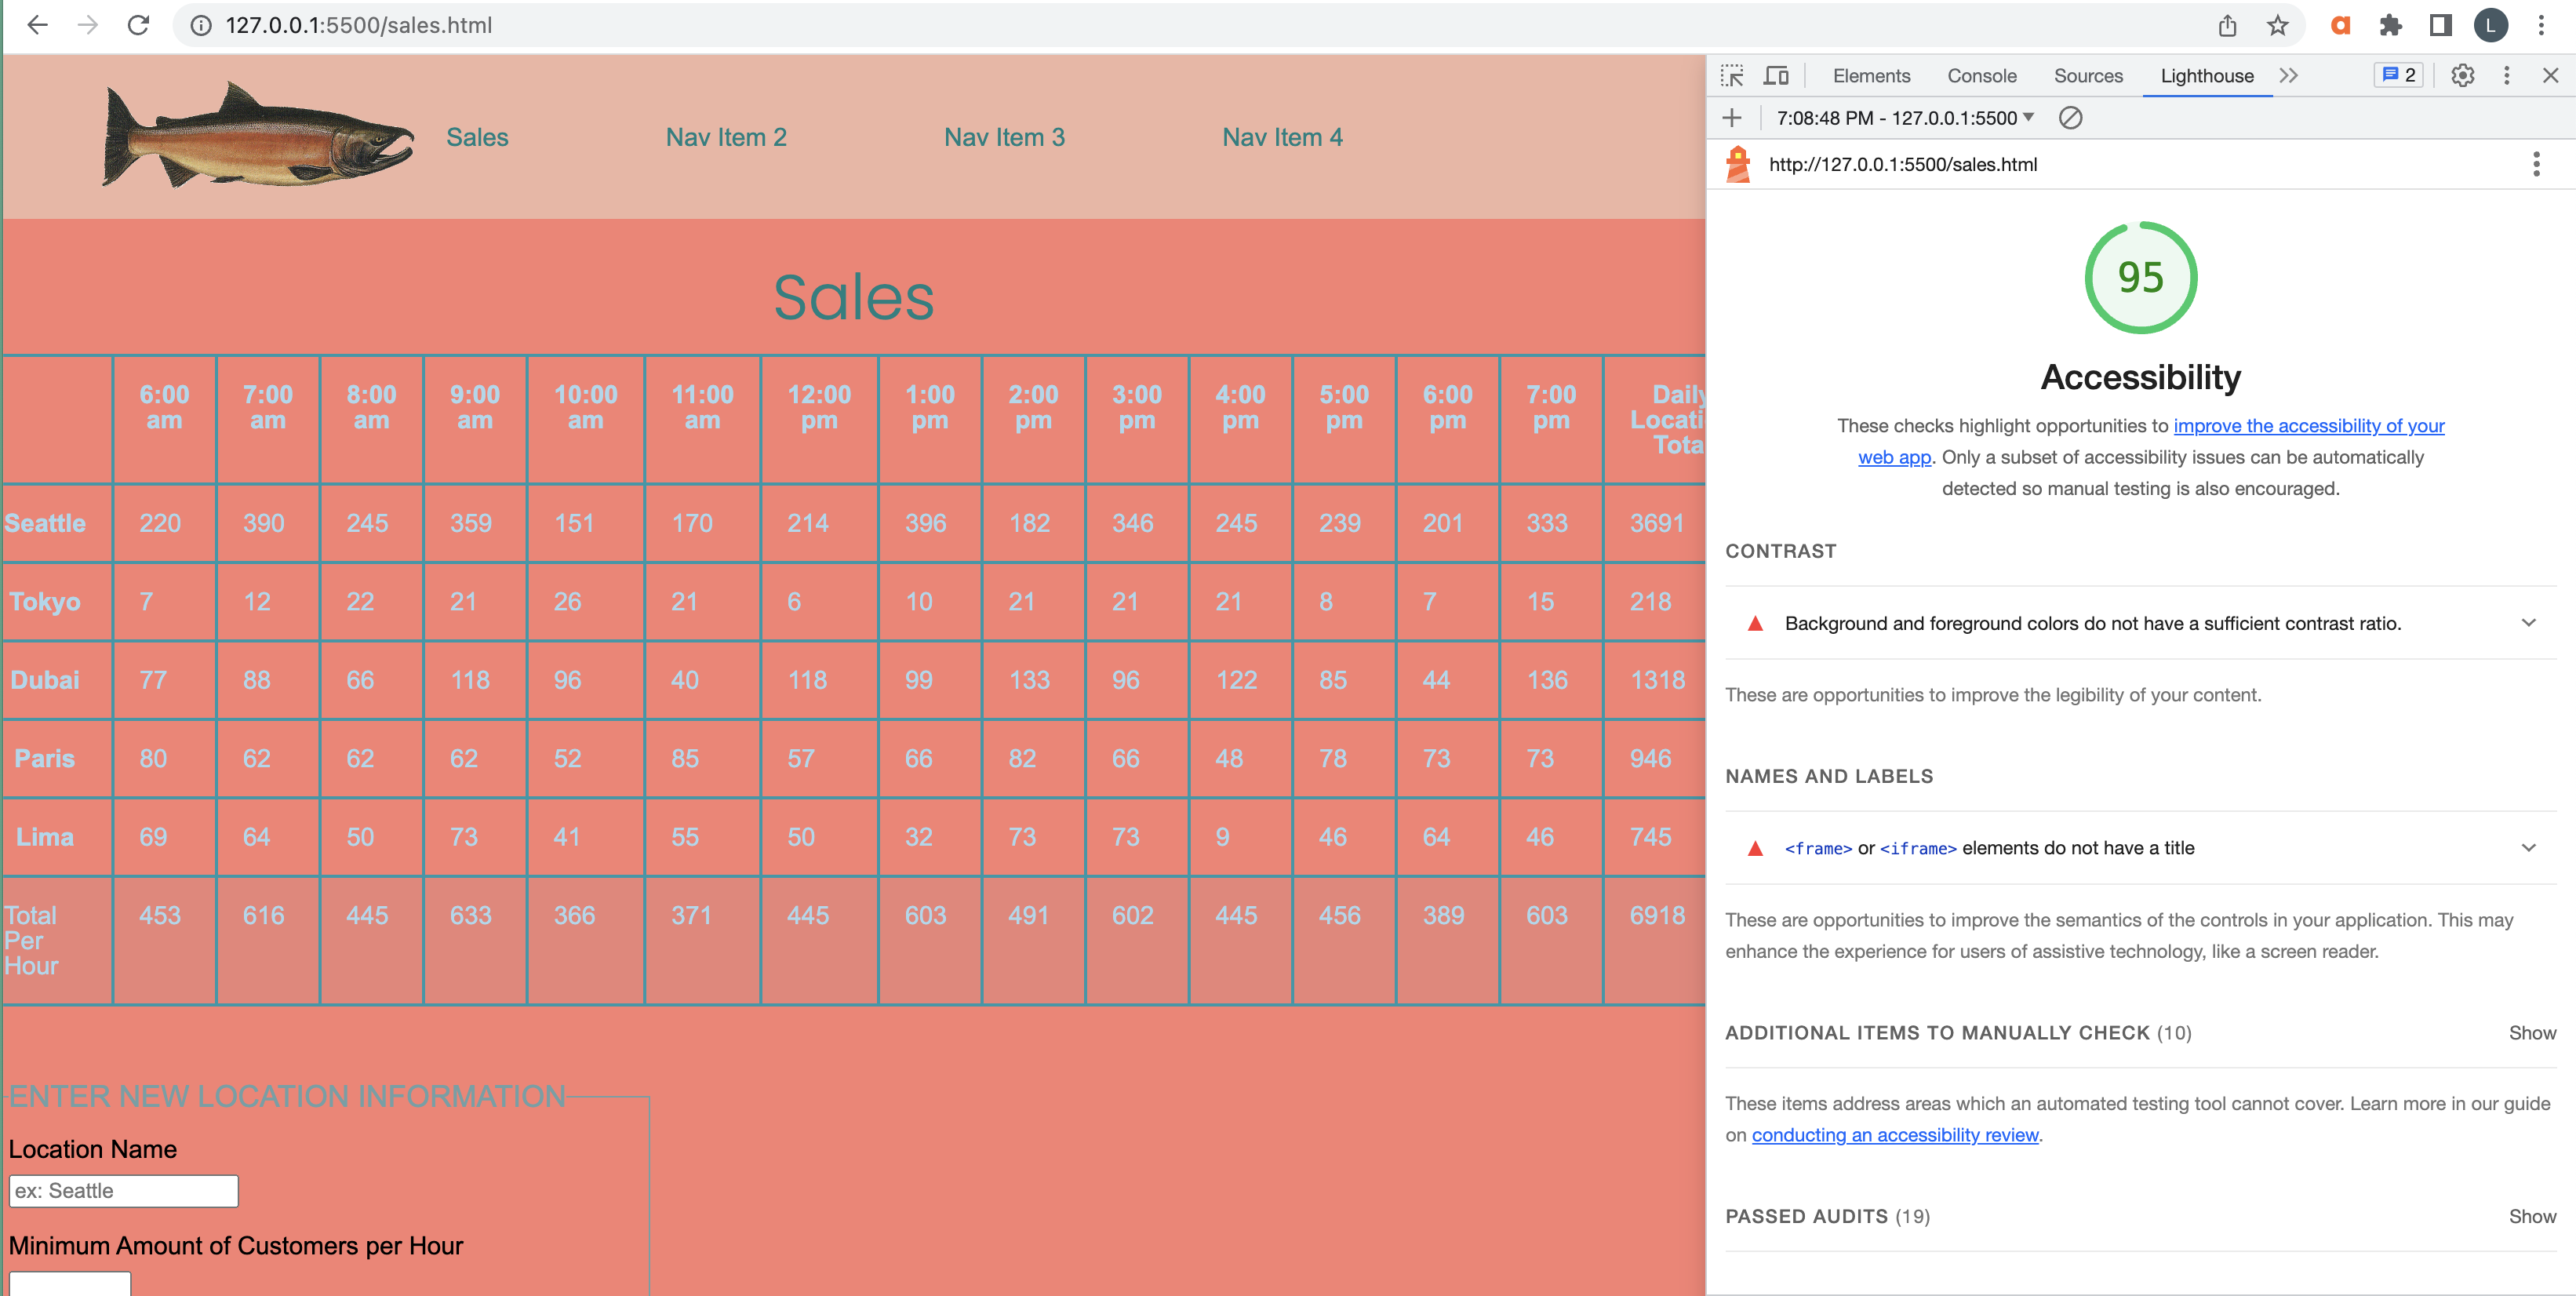 127.0.0.1:5500/sales.html
L
Sales Nav Item 2 Nav Item 3 Nav Item 4
Sales
6:00 am 7:00 am 8:00 am 9:00 am 10:00 am 11:00 am 12:00 pm 1:00 pm 2:00 pm 3:00 pm 4:00 pm 5:00 pm 6:00 pm 7:00 pm Daily Locati Tota
Seattle 220 390 245 359 151 170 214 396 182 346 245 239 201 333 3691
Tokyo 7 12 22 21 26 21 6 10 21 21 21 8 7 15 218
Dubai 77 88 66 118 96 40 118 99 133 96 122 85 44 136 1318
Paris 80 62 62 62 52 85 57 66 82 66 48 78 73 73 946
Lima 69 64 50 73 41 55 50 32 73 73 9 46 64 46 745
Total Per Hour 453 616 445 633 366 371 445 603 491 602 445 456 389 603 6918
ENTER NEW LOCATION INFORMATION
Location Name
ex: Seattle
Minimum Amount of Customers per Hour
Elements Console Sources Lighthouse 2
7:08:48 PM - 127.0.0.1:5500
http://127.0.0.1:5500/sales.html
95
Accessibility
These checks highlight opportunities to improve the accessibility of your
web app. Only a subset of accessibility issues can be automatically
detected so manual testing is also encouraged.
CONTRAST
Background and foreground colors do not have a sufficient contrast ratio.
These are opportunities to improve the legibility of your content.
NAMES AND LABELS
<frame> or <iframe> elements do not have a title
These are opportunities to improve the semantics of the controls in your application. This may
enhance the experience for users of assistive technology, like a screen reader.
ADDITIONAL ITEMS TO MANUALLY CHECK (10) Show
These items address areas which an automated testing tool cannot cover. Learn more in our guide
on conducting an accessibility review.
PASSED AUDITS (19) Show